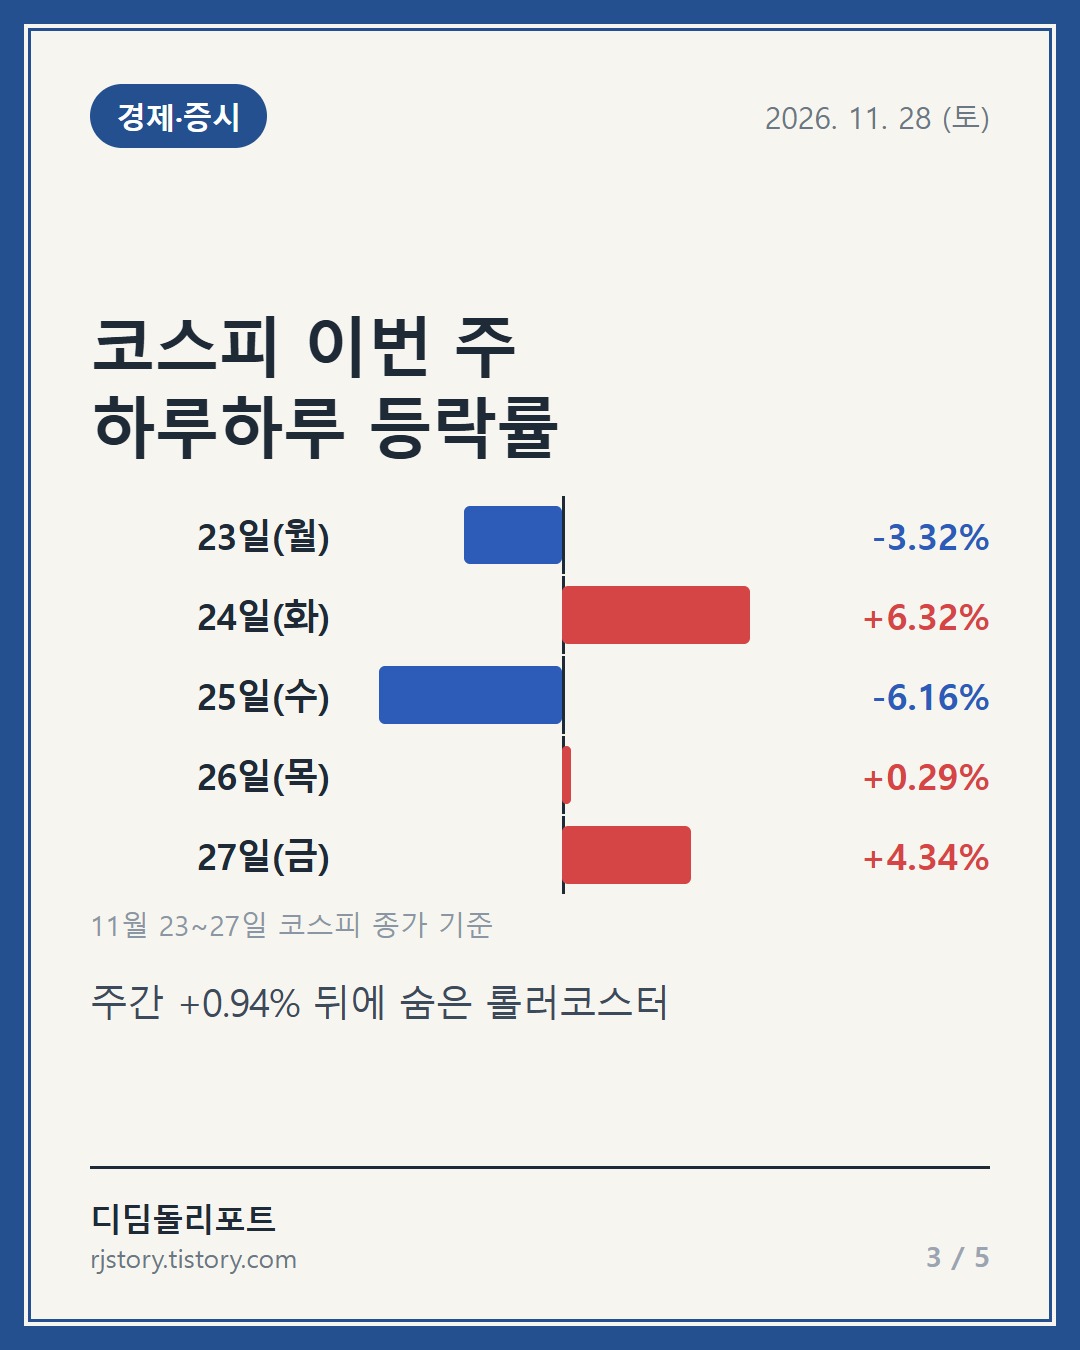 경제·증시
2026. 11. 28 (토)
코스피 이번 주
하루하루 등락률
23일(월) -3.32%
24일(화) +6.32%
25일(수) -6.16%
26일(목) +0.29%
27일(금) +4.34%
11월 23~27일 코스피 종가 기준
주간 +0.94% 뒤에 숨은 롤러코스터
디딤돌리포트
rjstory.tistory.com
3 / 5